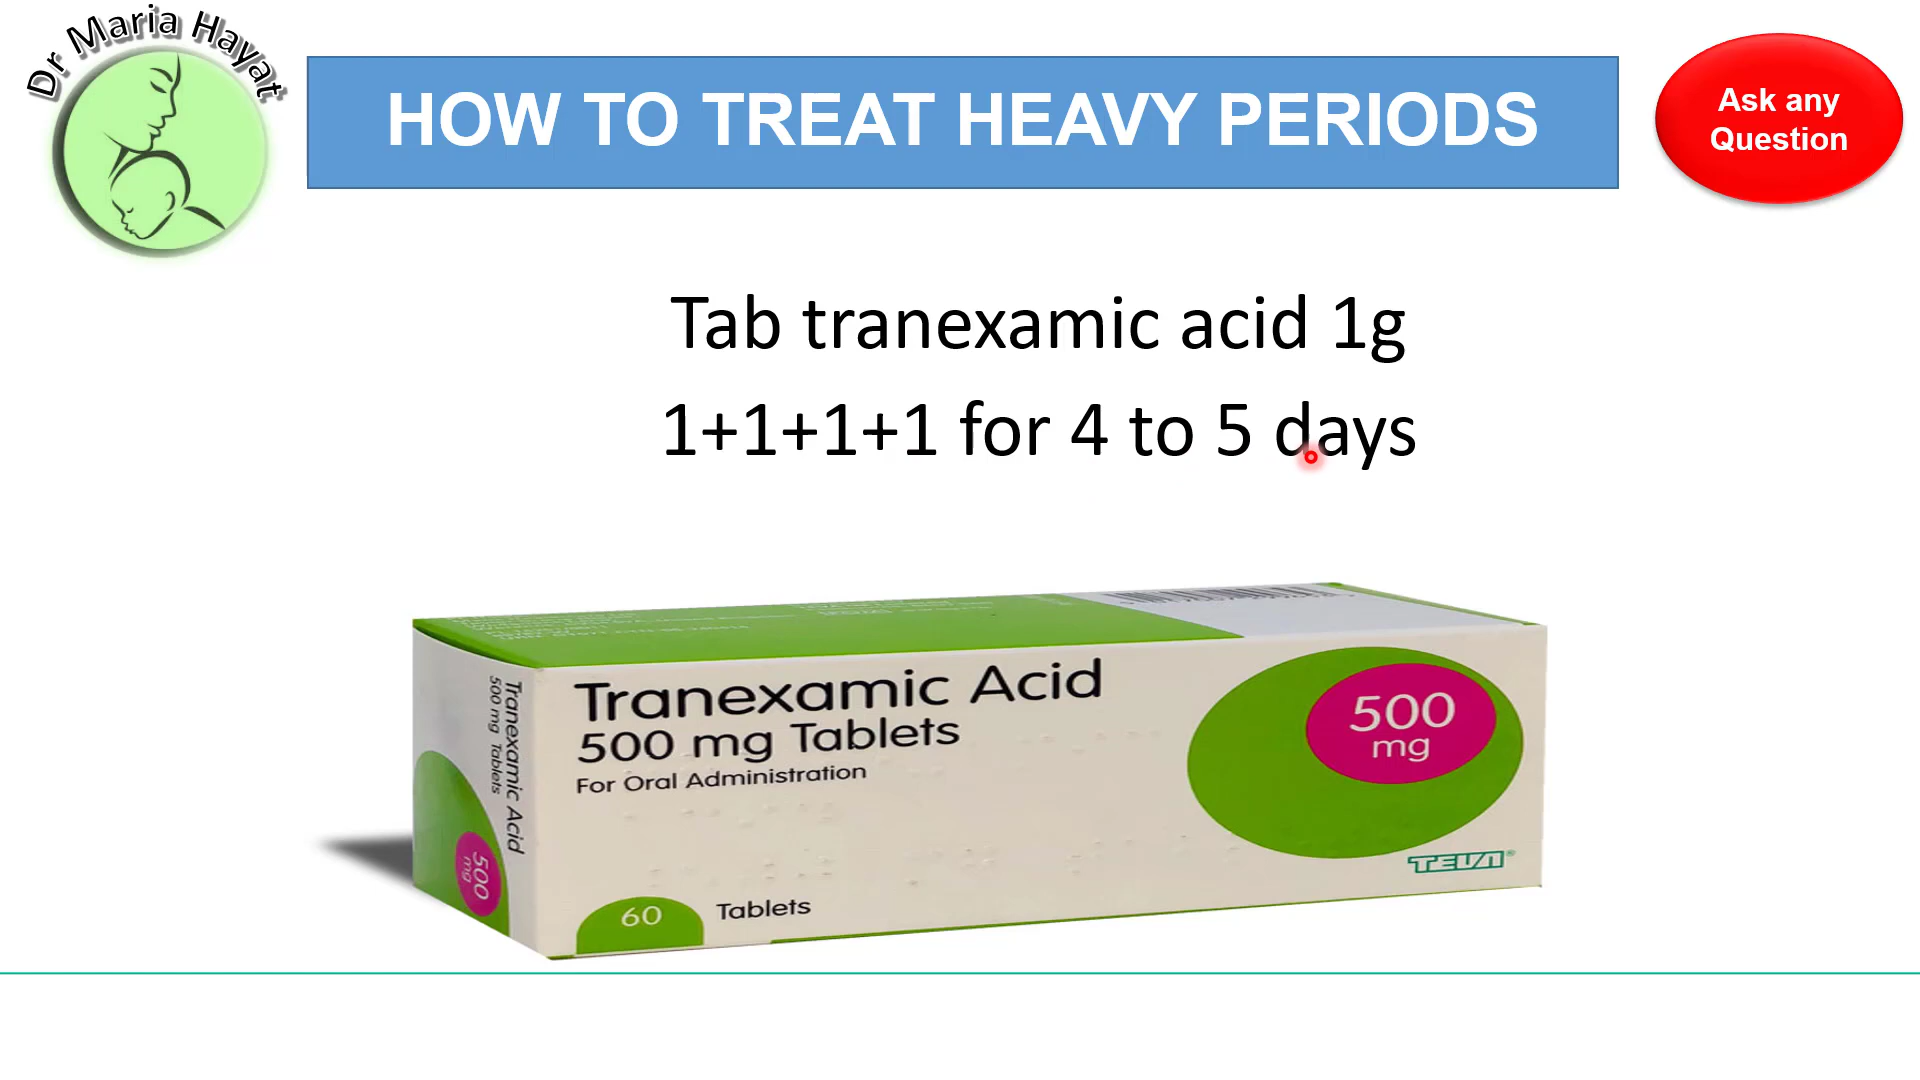 Dr Maria Hayat
HOW TO TREAT HEAVY PERIODS
Ask any
Question
Tab tranexamic acid 1g
1+1+1+1 for 4 to 5 days
Tranexamic Acid
500 mg Tablets
For Oral Administration
500
mg
TEVA®
60 Tablets
Tranexamic Acid
500 mg Tablets
500
mg